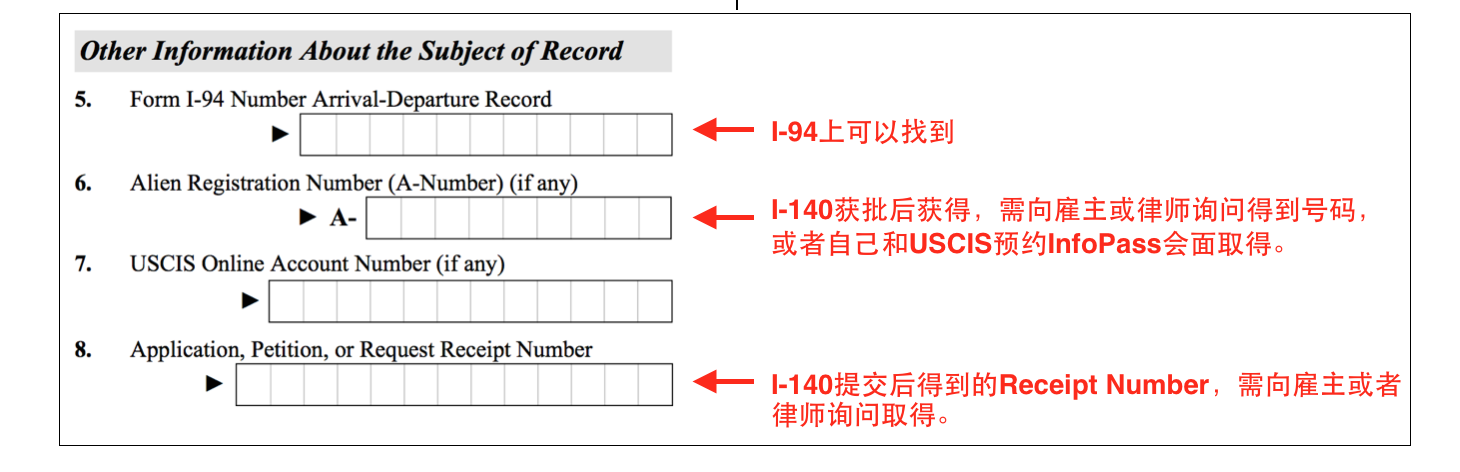 Other Information About the Subject of Record
5. Form I-94 Number Arrival-Departure Record
I-94上可以找到
6. Alien Registration Number (A-Number) (if any)
► A-
I-140获批后获得，需向雇主或律师询问得到号码，
或者自己和USCIS预约InfoPass会面取得。
7. USCIS Online Account Number (if any)
8. Application, Petition, or Request Receipt Number
I-140提交后得到的Receipt Number，需向雇主或者
律师询问取得。